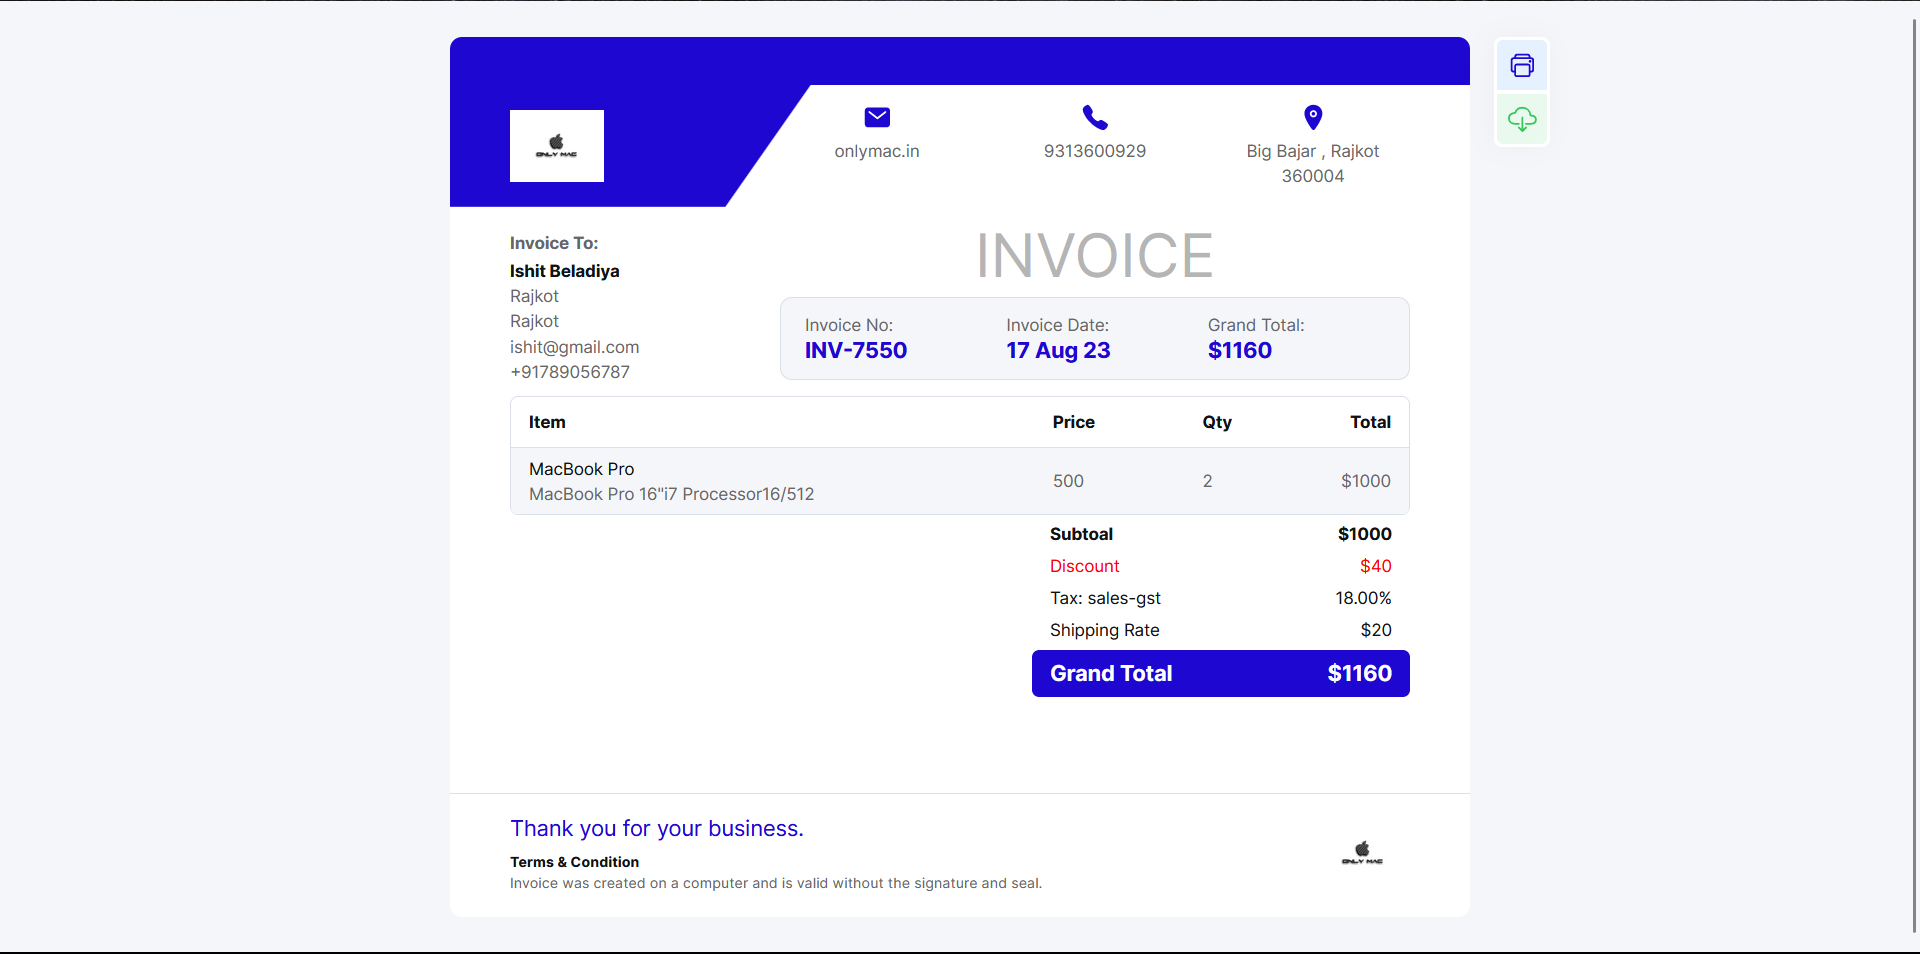 ONLY MAC
onlymac.in
9313600929
Big Bajar , Rajkot
360004
Invoice To:
Ishit Beladiya
Rajkot
Rajkot
ishit@gmail.com
+91789056787
INVOICE
Invoice No:
INV-7550
Invoice Date:
17 Aug 23
Grand Total:
$1160
Item Price Qty Total
MacBook Pro
MacBook Pro 16"i7 Processor16/512
500 2 $1000
Subtoal $1000
Discount $40
Tax: sales-gst 18.00%
Shipping Rate $20
Grand Total $1160
Thank you for your business.
Terms & Condition
Invoice was created on a computer and is valid without the signature and seal.
ONLY MAC